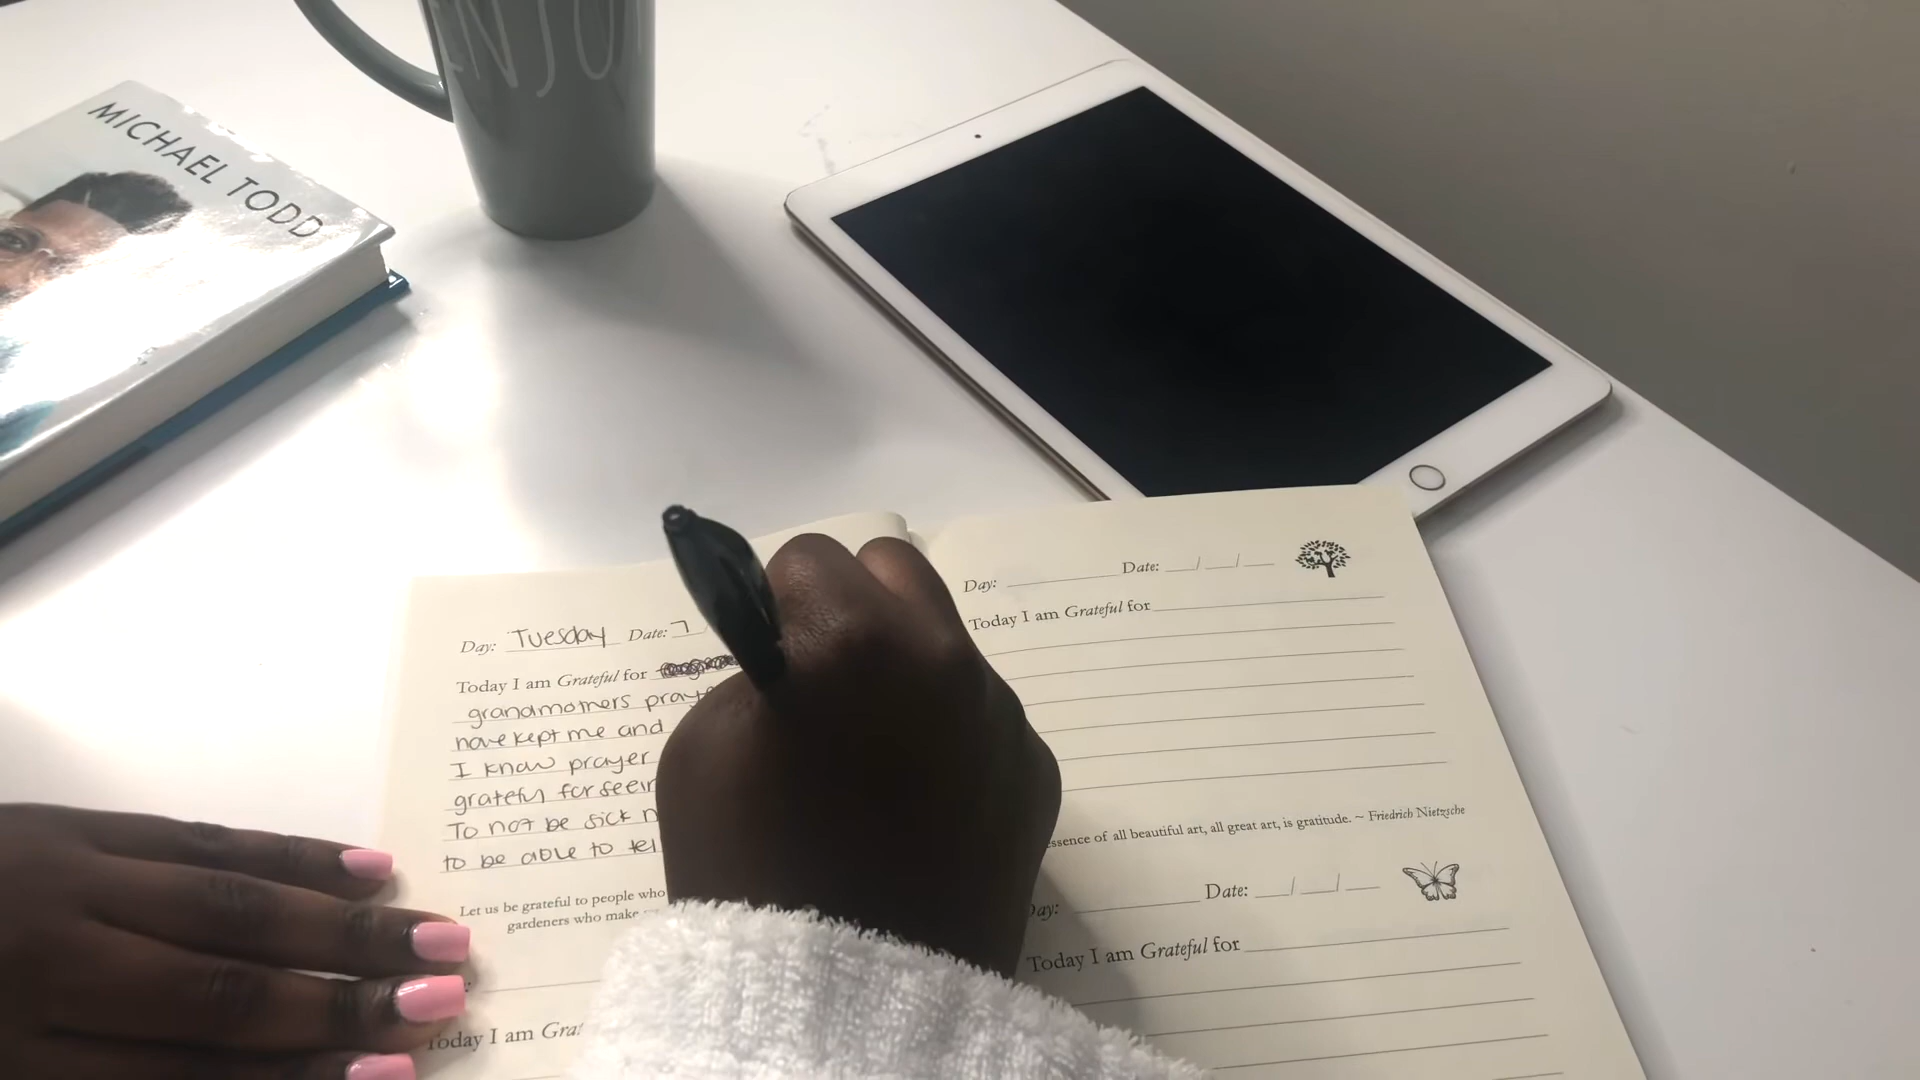 MICHAEL TODD
ENJOY
Day: Tuesday Date: 7
Today I am Grateful for
grandmothers
have kept me and
I know prayer
grateful for
To not be sick
to be able to
Let us be grateful to people who
gardeners who make
Today I am
Day: Date: / /
Today I am Grateful for
essence of all beautiful art, all great art, is gratitude. ~ Friedrich Nietzsche
Day: Date: / /
Today I am Grateful for